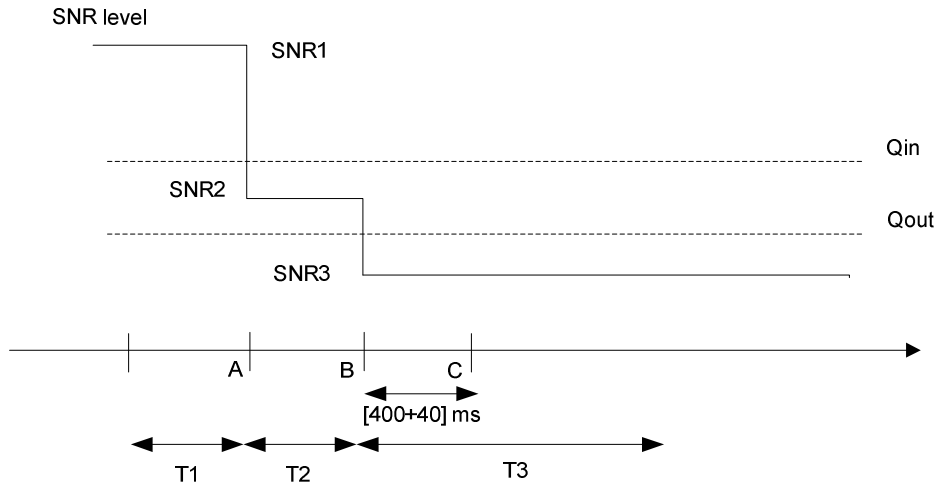 SNR level
SNR1
Qin
SNR2
Qout
SNR3
A
B
C
[400+40] ms
T1
T2
T3